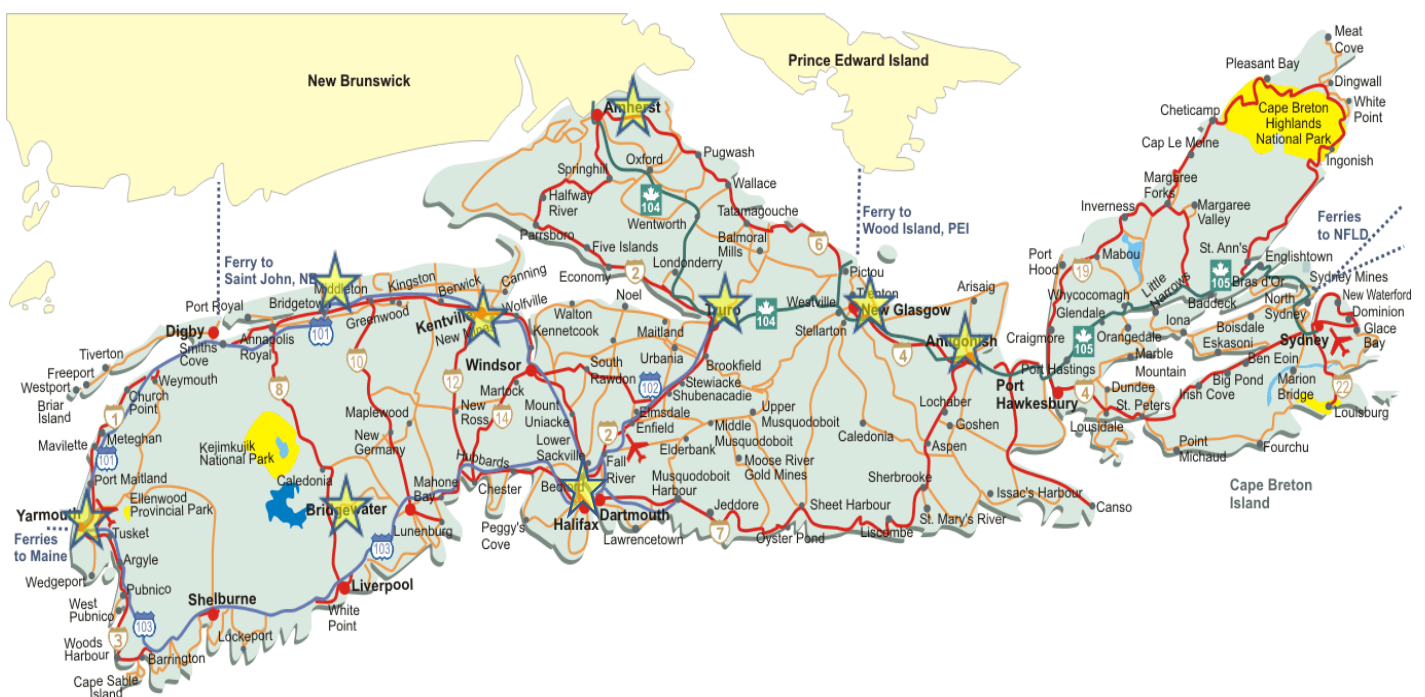 New Brunswick
Prince Edward Island
Meat
Cove
Pleasant Bay
Dingwall
White
Point
Cheticamp
Cape Breton
Highlands
National Park
Cap Le Moine
Ingonish
Amherst
Pugwash
Springhill
Oxford
Wallace
Halfway
River
104
Wentworth
Tatamagouche
Parrsboro
Balmoral
Mills
6
Five Islands
Londonderry
Economy
2
Ferry to
Wood Island, PEI
Margaree
Forks
Margaree
Valley
Inverness
Ferries
to NFLD
St. Ann's
Englishtown
Port
Hood
Mabou
19
Little
Narrows
105
Bras d'Or
Sydney Mines
Baddeck
North
Sydney
New Waterford
Dominion
Glace
Bay
Whycocomagh
Glendale
Iona
Boisdale
Eskasoni
Sydney
Craigmore
105
Orangedale
Marble
Mountain
Ben Eoin
Port Hastings
Big Pond
Marion
Bridge
22
Irish Cove
Dundee
Louisburg
4
St. Peters
Port
Hawkesbury
Lousidale
Point
Michaud
Fourchu
Cape Breton
Island
Ferry to
Saint John, NB
Port Royal
Bridgetown
Middleton
Kingston
Berwick
Canning
Greenwood
Kentville
New Minas
Wolfville
Digby
101
Smiths
Cove
Annapolis
Royal
Tiverton
Freeport
Westport
Briar
Island
Weymouth
Church
Point
1
10
8
12
Noel
Walton
Kennetcook
Maitland
Truro
104
Westville
Pictou
Trenton
New Glasgow
Stellarton
Arisaig
4
Antigonish
Urbania
Brookfield
South
Rawdon
102
Stewiacke
Shubenacadie
Windsor
Martock
14
New
Ross
Mount
Uniacke
Elmsdale
Enfield
2
Upper
Musquodoboit
Middle
Musquodoboit
Lochaber
Goshen
Caledonia
Aspen
Mavilette
Meteghan
101
Kejimkujik
National Park
Maplewood
New
Germany
Lower
Sackville
Elderbank
Moose River
Gold Mines
Fall
River
Hubbards
Port Maitland
Caledonia
Mahone
Bay
Chester
Bedford
Musquodoboit
Harbour
Sherbrooke
Issac's Harbour
Canso
Ellenwood
Provincial Park
Yarmouth
Bridgewater
Peggy's
Cove
Halifax
Dartmouth
Jeddore
Sheet Harbour
St. Mary's River
Ferries
to Maine
Tusket
Lunenburg
Lawrencetown
7
Oyster Pond
Liscombe
Argyle
103
Wedgeport
Pubnico
Liverpool
West
Pubnico
Shelburne
White
Point
103
Woods
Harbour
3
Lockeport
Barrington
Cape Sable
Island